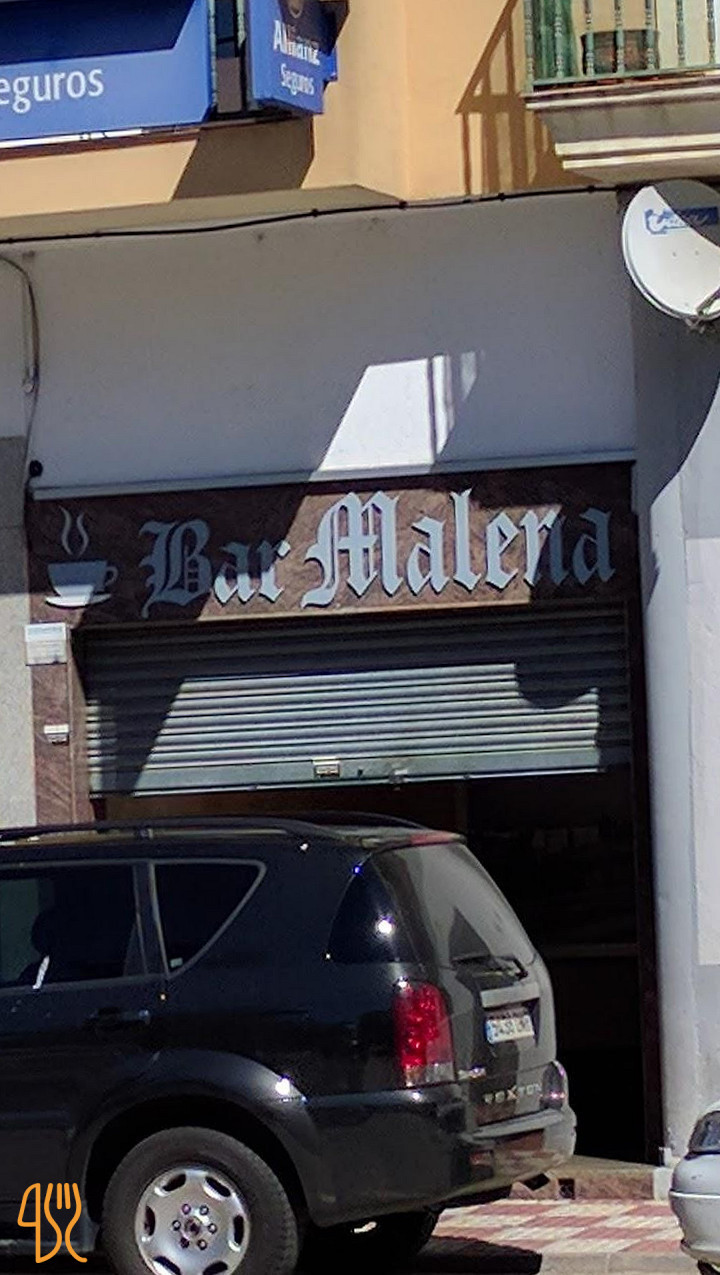 eguros
Allianz
Seguros
Bar Malena
REXTON